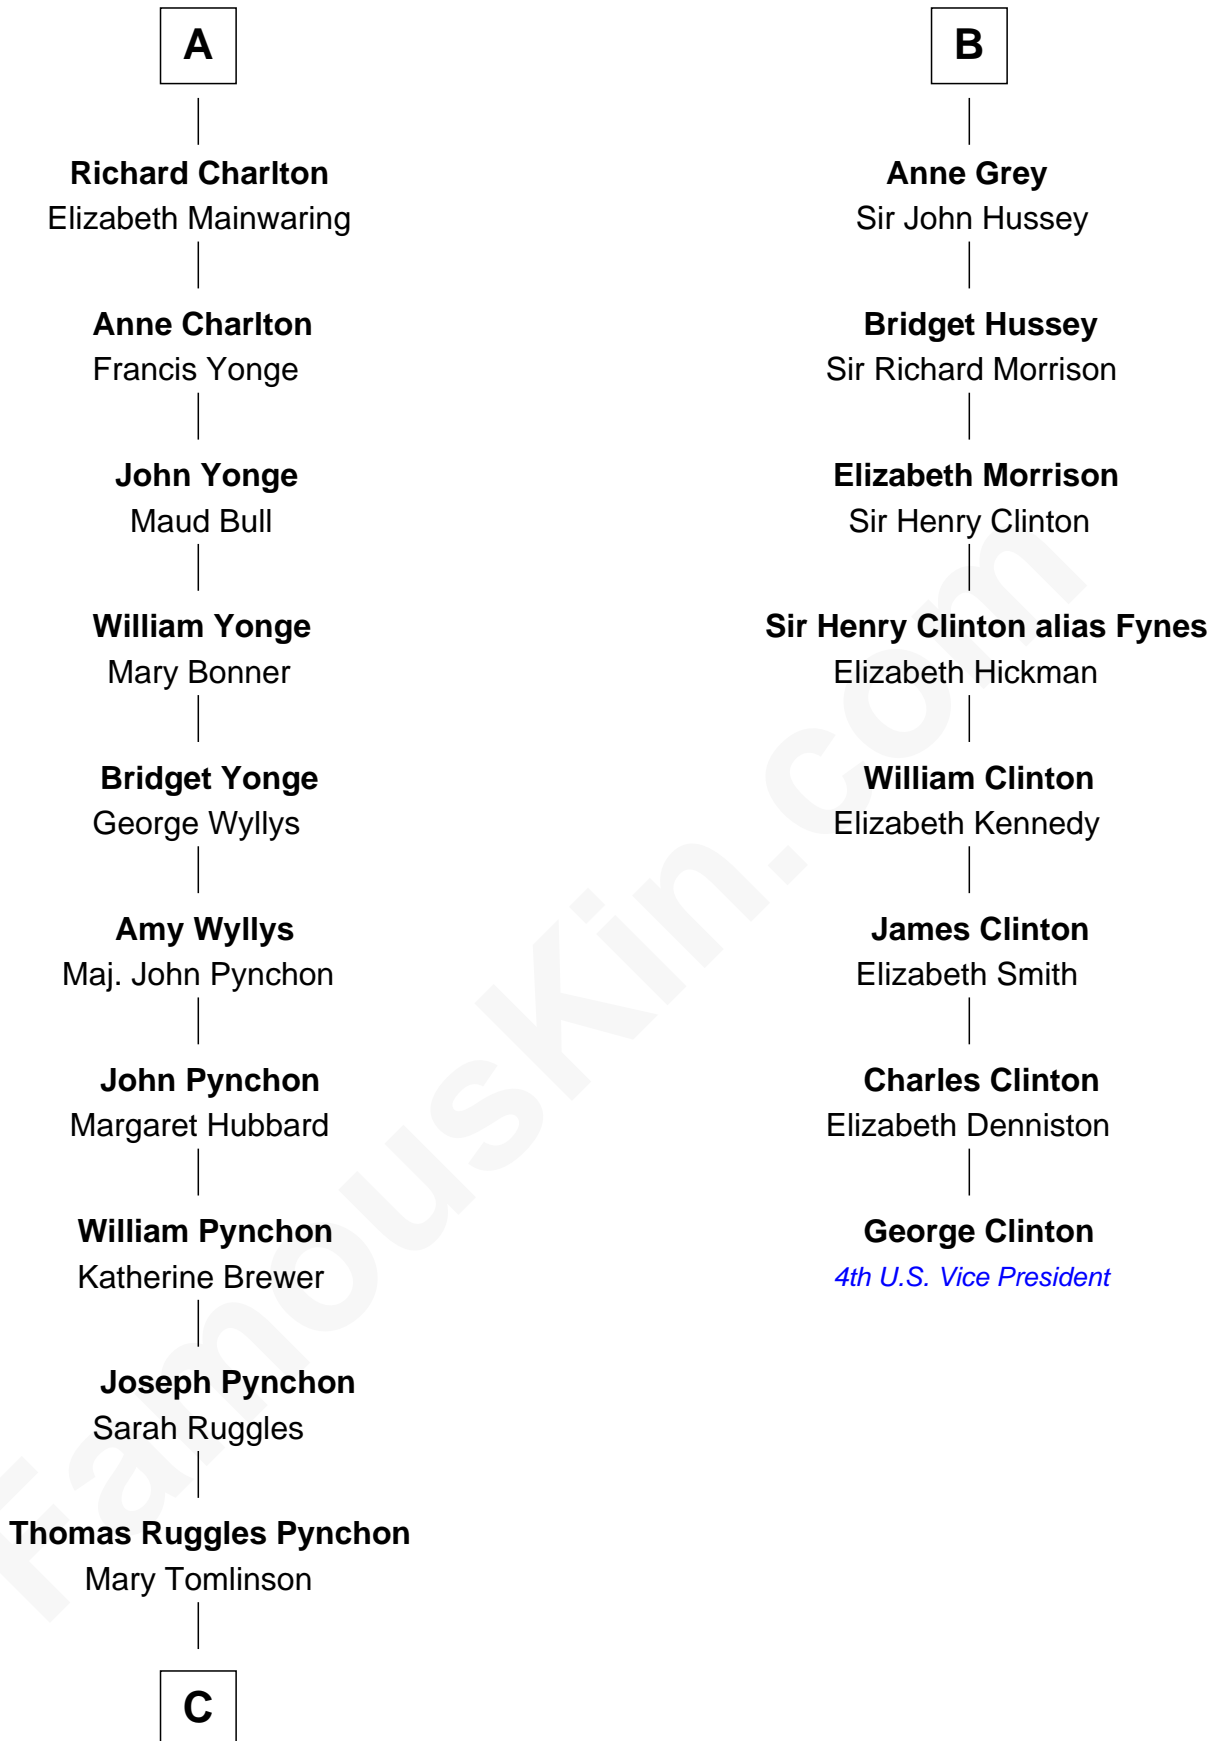 A
Richard Charlton
Elizabeth Mainwaring
Anne Charlton
Francis Yonge
John Yonge
Maud Bull
William Yonge
Mary Bonner
Bridget Yonge
George Wyllys
Amy Wyllys
Maj. John Pynchon
John Pynchon
Margaret Hubbard
William Pynchon
Katherine Brewer
Joseph Pynchon
Sarah Ruggles
Thomas Ruggles Pynchon
Mary Tomlinson
C
B
Anne Grey
Sir John Hussey
Bridget Hussey
Sir Richard Morrison
Elizabeth Morrison
Sir Henry Clinton
Sir Henry Clinton alias Fynes
Elizabeth Hickman
William Clinton
Elizabeth Kennedy
James Clinton
Elizabeth Smith
Charles Clinton
Elizabeth Denniston
George Clinton
4th U.S. Vice President
FamousKin.com